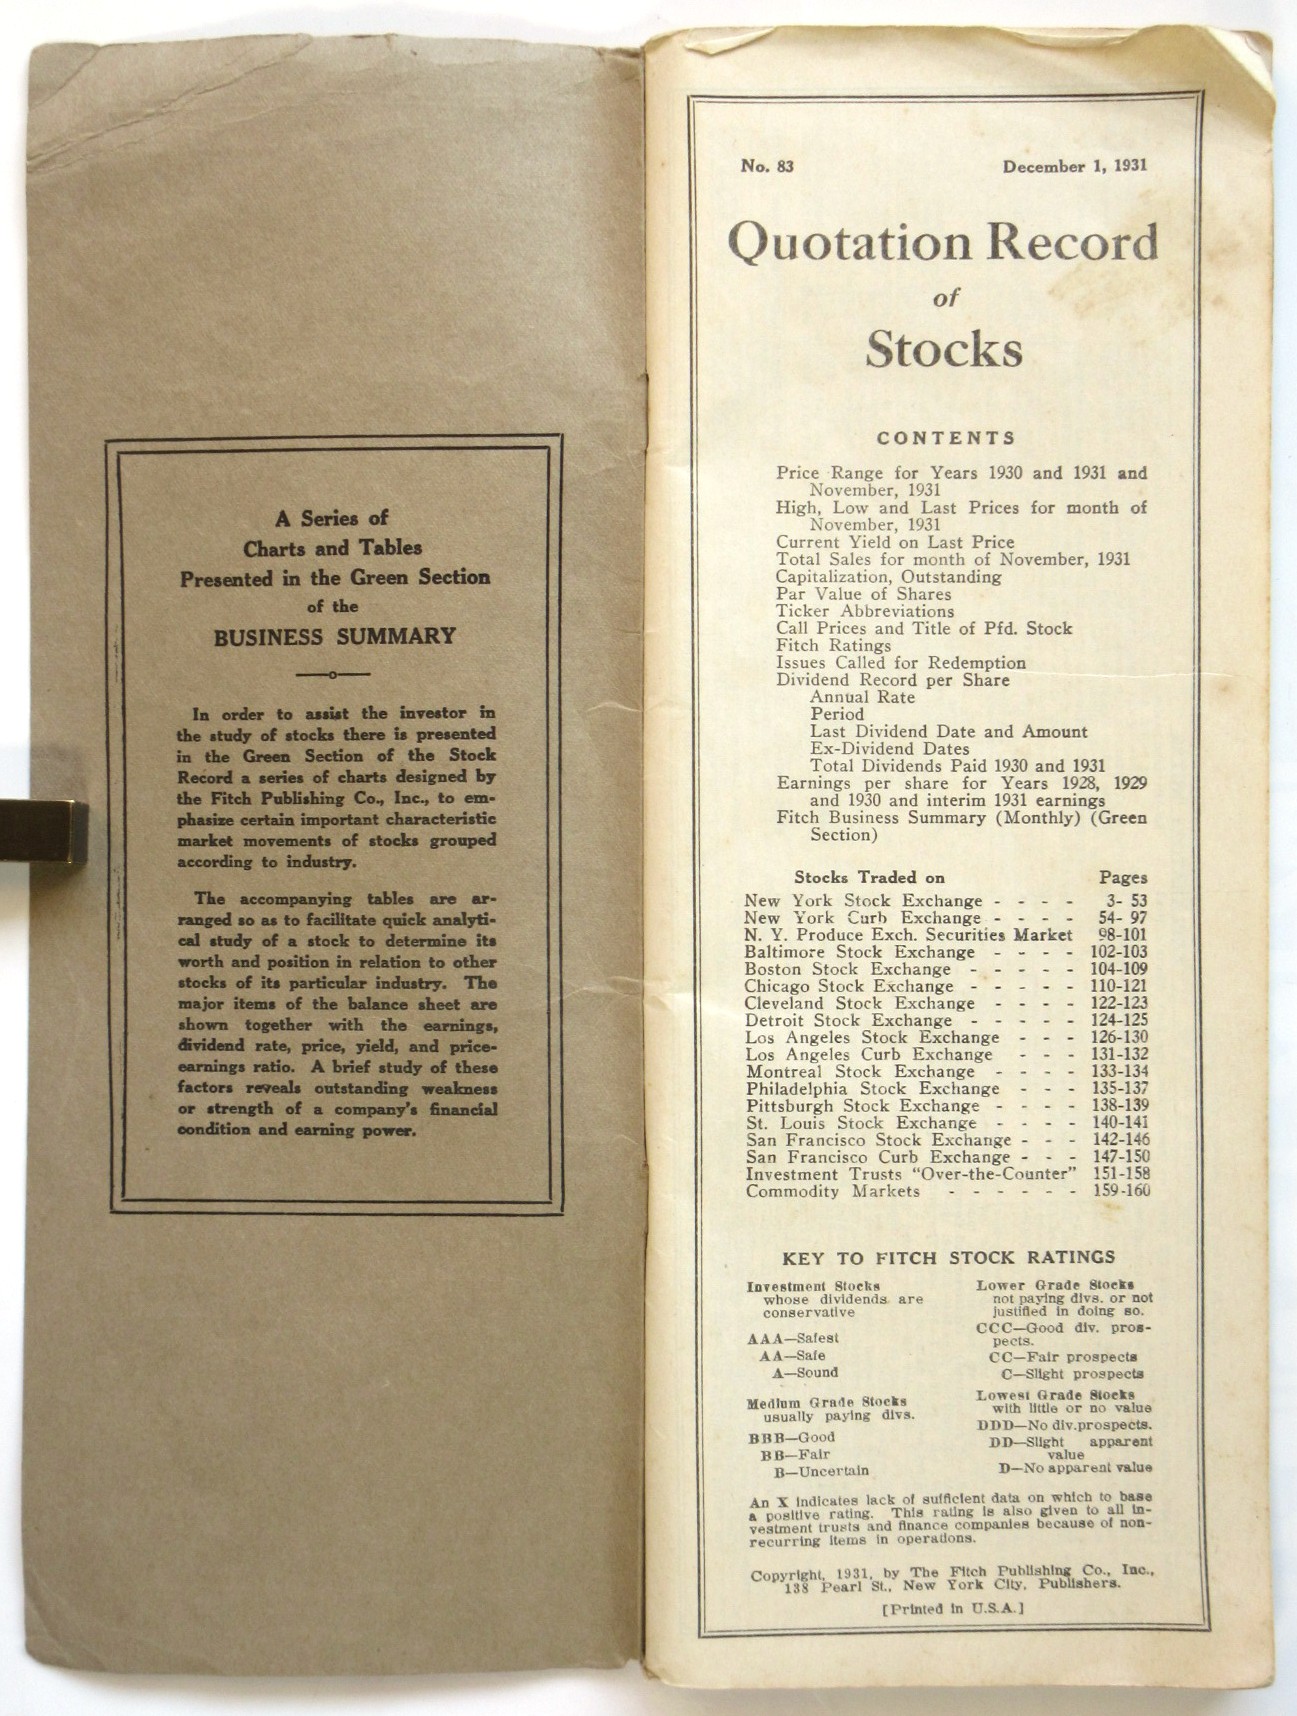 A Series of
Charts and Tables
Presented in the Green Section
of the
BUSINESS SUMMARY
In order to assist the investor in
the study of stocks there is presented
in the Green Section of the Stock
Record a series of charts designed by
the Fitch Publishing Co., Inc., to em-
phasize certain important characteristic
market movements of stocks grouped
according to industry.
The accompanying tables are ar-
ranged so as to facilitate quick analyti-
cal study of a stock to determine its
worth and position in relation to other
stocks of its particular industry. The
major items of the balance sheet are
shown together with the earnings,
dividend rate, price, yield, and price-
earnings ratio. A brief study of these
factors reveals outstanding weakness
or strength of a company's financial
condition and earning power.
No. 83 December 1, 1931
Quotation Record
of
Stocks
CONTENTS
Price Range for Years 1930 and 1931 and
November, 1931
High, Low and Last Prices for month of
November, 1931
Current Yield on Last Price
Total Sales for month of November, 1931
Capitalization, Outstanding
Par Value of Shares
Ticker Abbreviations
Call Prices and Title of Pfd. Stock
Fitch Ratings
Issues Called for Redemption
Dividend Record per Share
Annual Rate
Period
Last Dividend Date and Amount
Ex-Dividend Dates
Total Dividends Paid 1930 and 1931
Earnings per share for Years 1928, 1929
and 1930 and interim 1931 earnings
Fitch Business Summary (Monthly) (Green
Section)
Stocks Traded on Pages
New York Stock Exchange - - - - 3- 53
New York Curb Exchange - - - - 54- 97
N. Y. Produce Exch. Securities Market 98-101
Baltimore Stock Exchange - - - - 102-103
Boston Stock Exchange - - - - - 104-109
Chicago Stock Exchange - - - - - 110-121
Cleveland Stock Exchange - - - - 122-123
Detroit Stock Exchange - - - - - 124-125
Los Angeles Stock Exchange - - - 126-130
Los Angeles Curb Exchange - - - 131-132
Montreal Stock Exchange - - - - 133-134
Philadelphia Stock Exchange - - - 135-137
Pittsburgh Stock Exchange - - - - 138-139
St. Louis Stock Exchange - - - - 140-141
San Francisco Stock Exchange - - - 142-146
San Francisco Curb Exchange - - - 147-150
Investment Trusts "Over-the-Counter" 151-158
Commodity Markets - - - - - - 159-160
KEY TO FITCH STOCK RATINGS
Investment Stocks
whose dividends are
conservative
AAA—Safest
AA—Safe
A—Sound
Medium Grade Stocks
usually paying divs.
BBB—Good
BB—Fair
B—Uncertain
Lower Grade Stocks
not paying divs. or not
justified in doing so.
CCC—Good div. pros-
pects.
CC—Fair prospects
C—Slight prospects
Lowest Grade Stocks
with little or no value
DDD—No div.prospects.
DD—Slight apparent
value
D—No apparent value
An X indicates lack of sufficient data on which to base
a positive rating. This rating is also given to all in-
vestment trusts and finance companies because of non-
recurring items in operations.
Copyright, 1931, by The Fitch Publishing Co., Inc.,
138 Pearl St., New York City, Publishers.
[Printed in U.S.A.]